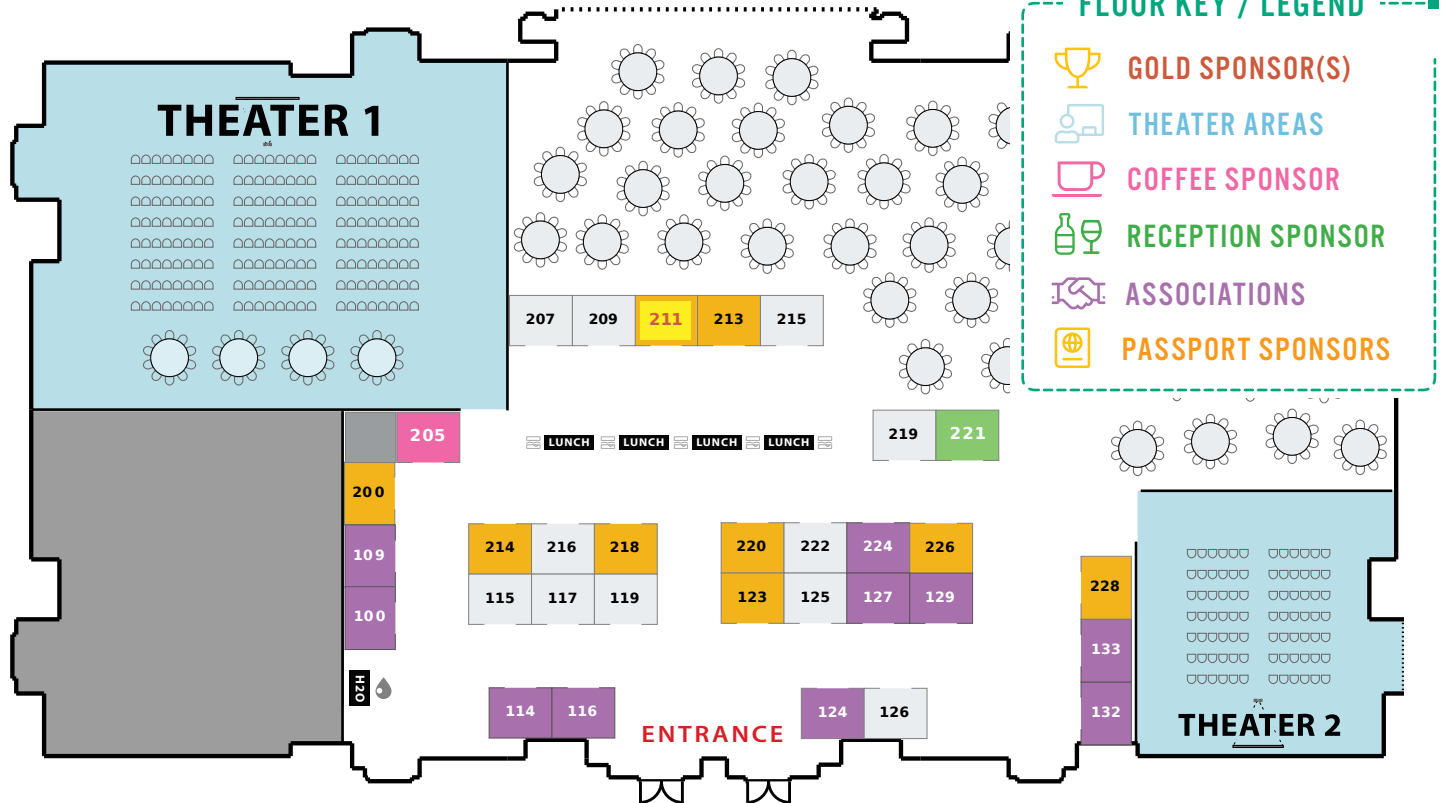 FLOOR KEY / LEGEND
GOLD SPONSOR(S)
THEATER AREAS
COFFEE SPONSOR
RECEPTION SPONSOR
ASSOCIATIONS
PASSPORT SPONSORS
THEATER 1
207 209 211 213 215
205
LUNCH LUNCH LUNCH LUNCH
219 221
200
109
100
214 216 218
115 117 119
220 222 224 226
123 125 127 129
228
133
132
H2O
114 116
ENTRANCE
124 126
THEATER 2